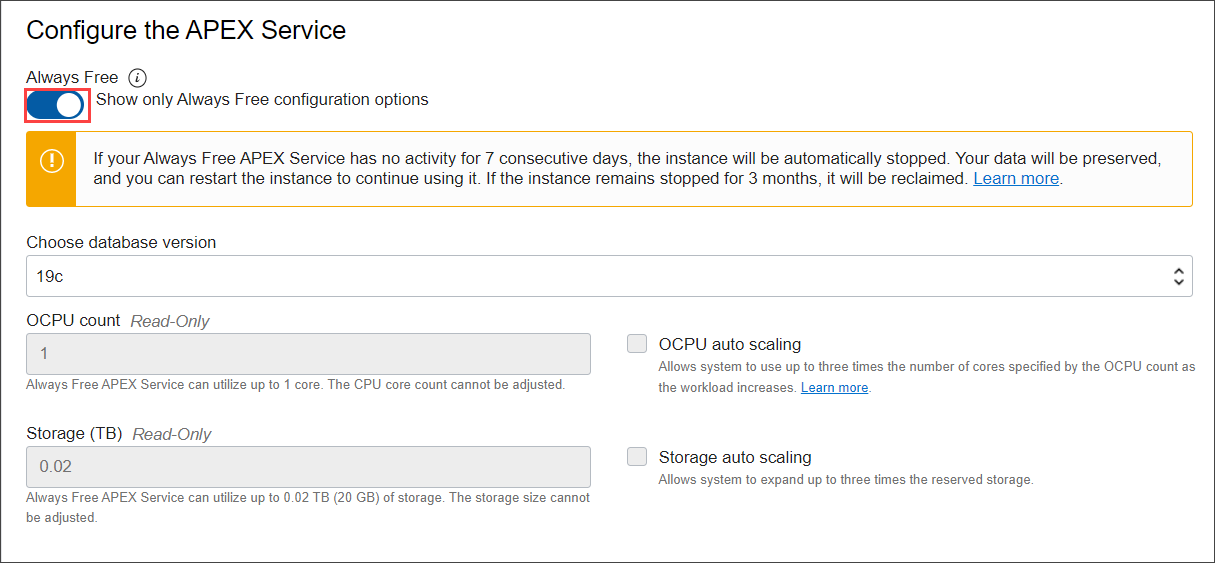 Configure the APEX Service
Always Free
Show only Always Free configuration options
If your Always Free APEX Service has no activity for 7 consecutive days, the instance will be automatically stopped. Your data will be preserved,
and you can restart the instance to continue using it. If the instance remains stopped for 3 months, it will be reclaimed. Learn more.
Choose database version
19c
OCPU count Read-Only
1
Always Free APEX Service can utilize up to 1 core. The CPU core count cannot be adjusted.
OCPU auto scaling
Allows system to use up to three times the number of cores specified by the OCPU count as
the workload increases. Learn more.
Storage (TB) Read-Only
0.02
Always Free APEX Service can utilize up to 0.02 TB (20 GB) of storage. The storage size cannot
be adjusted.
Storage auto scaling
Allows system to expand up to three times the reserved storage.